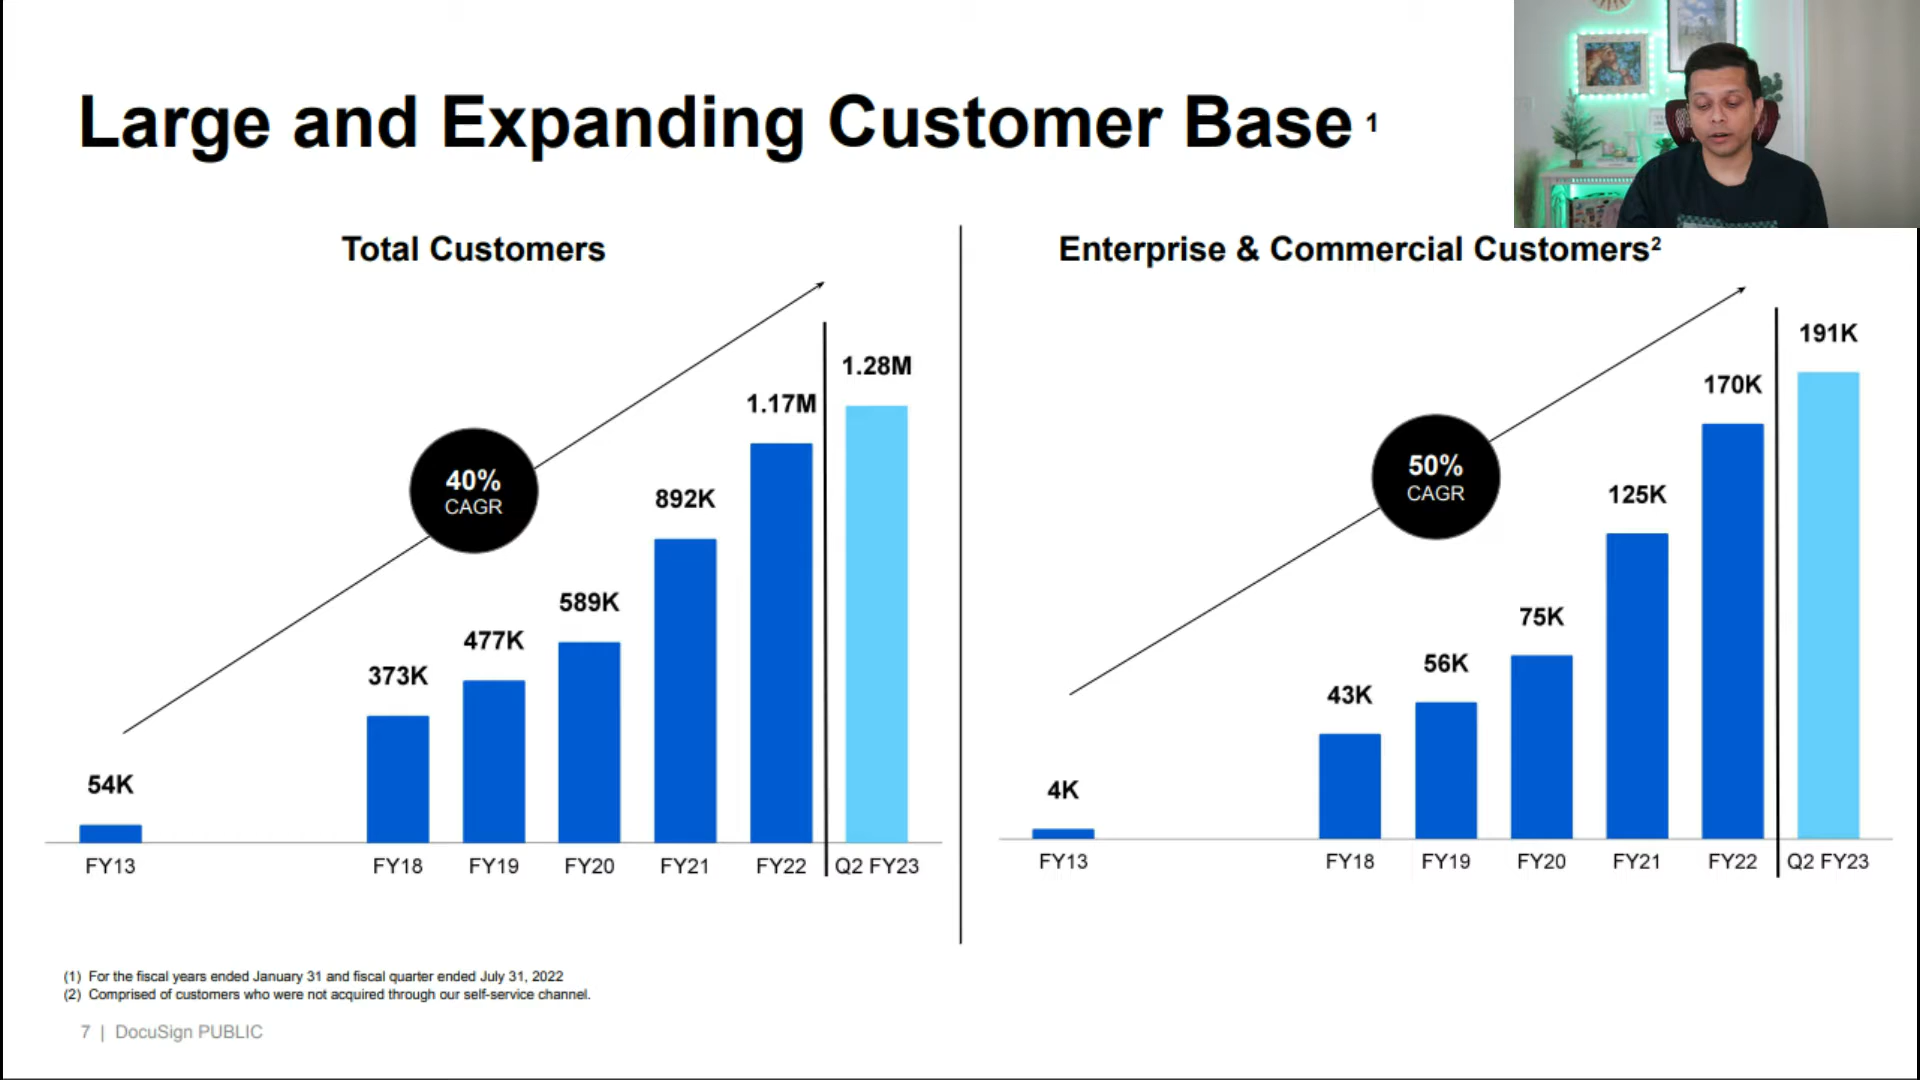 Large and Expanding Customer Base 1
Total Customers
40%
CAGR
54K
373K
477K
589K
892K
1.17M
1.28M
FY13
FY18
FY19
FY20
FY21
FY22
Q2 FY23
Enterprise & Commercial Customers²
50%
CAGR
4K
43K
56K
75K
125K
170K
191K
FY13
FY18
FY19
FY20
FY21
FY22
Q2 FY23
(1) For the fiscal years ended January 31 and fiscal quarter ended July 31, 2022
(2) Comprised of customers who were not acquired through our self-service channel.
7 | DocuSign PUBLIC